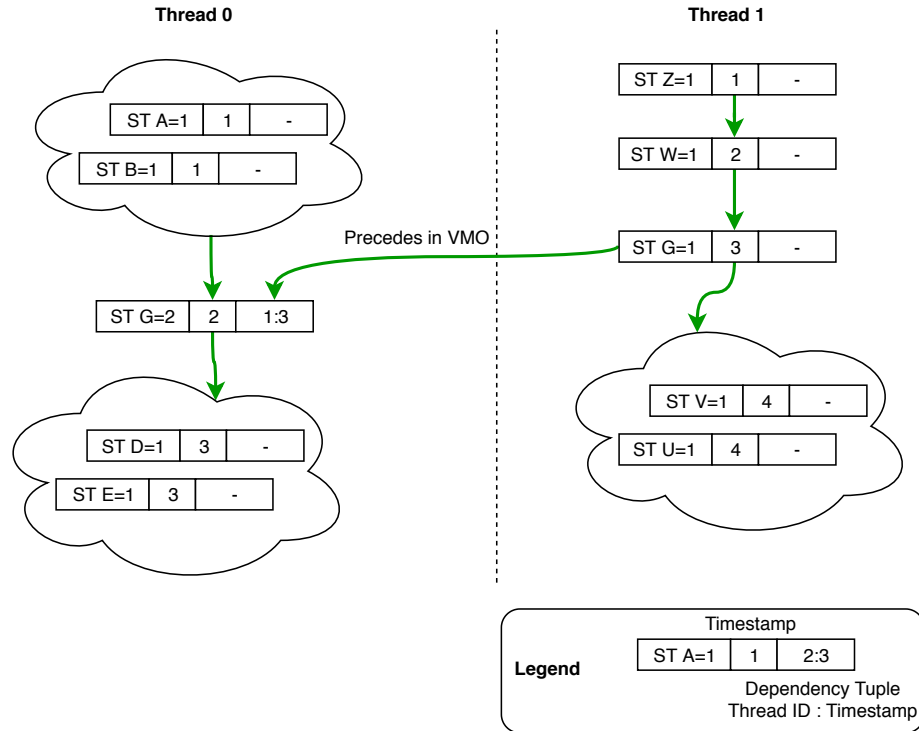 Thread 0
Thread 1
ST Z=1 1 -
ST A=1 1 -
ST B=1 1 -
ST W=1 2 -
Precedes in VMO
ST G=1 3 -
ST G=2 2 1:3
ST V=1 4 -
ST D=1 3 -
ST U=1 4 -
ST E=1 3 -
Timestamp
Legend
ST A=1 1 2:3
Dependency Tuple
Thread ID : Timestamp